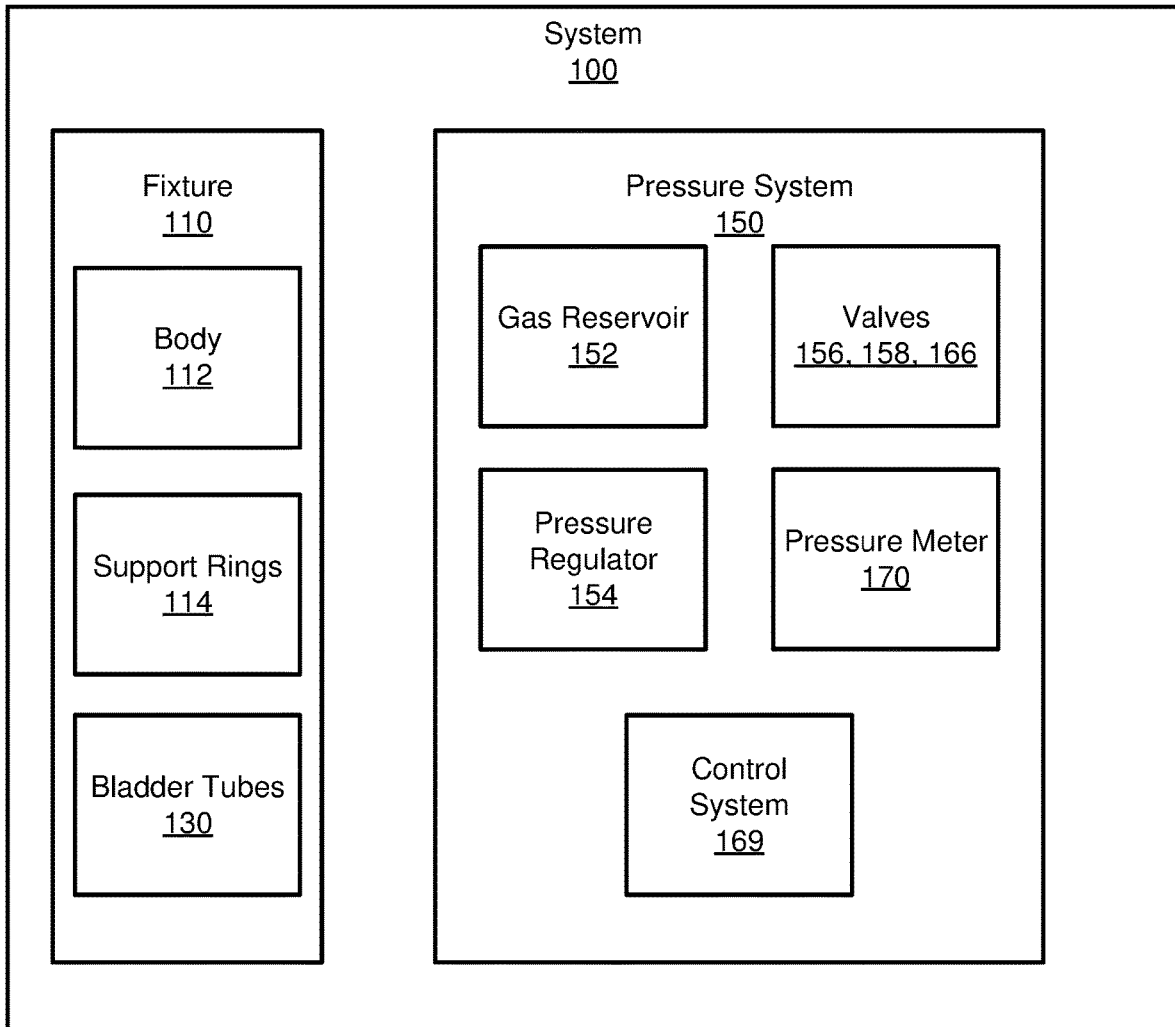 System
100
Fixture
110
Body
112
Support Rings
114
Bladder Tubes
130
Pressure System
150
Gas Reservoir
152
Valves
156, 158, 166
Pressure
Regulator
154
Pressure Meter
170
Control
System
169